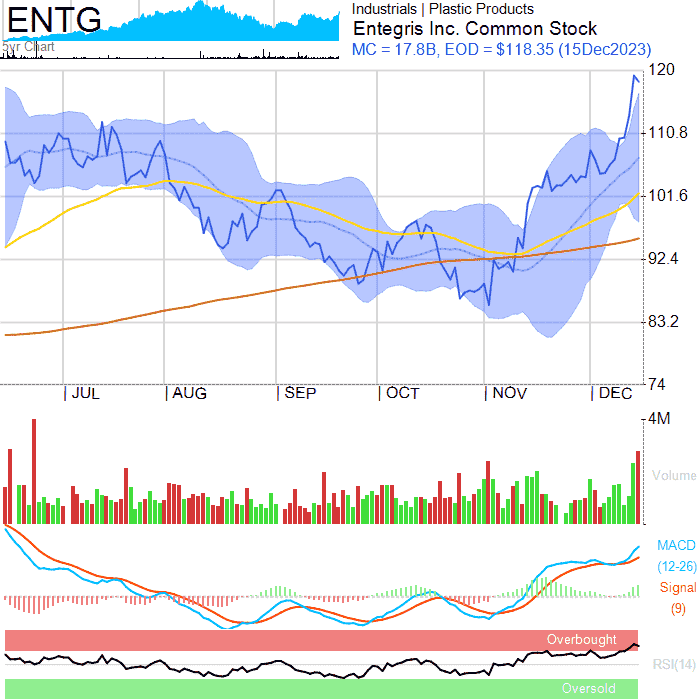 ENTG
5yr Chart
Industrials | Plastic Products
Entegris Inc. Common Stock
MC = 17.8B, EOD = $118.35 (15Dec2023)
120
110.8
101.6
92.4
83.2
74
JUL
AUG
SEP
OCT
NOV
DEC
4M
Volume
MACD
(12-26)
Signal
(9)
Overbought
RSI(14)
Oversold